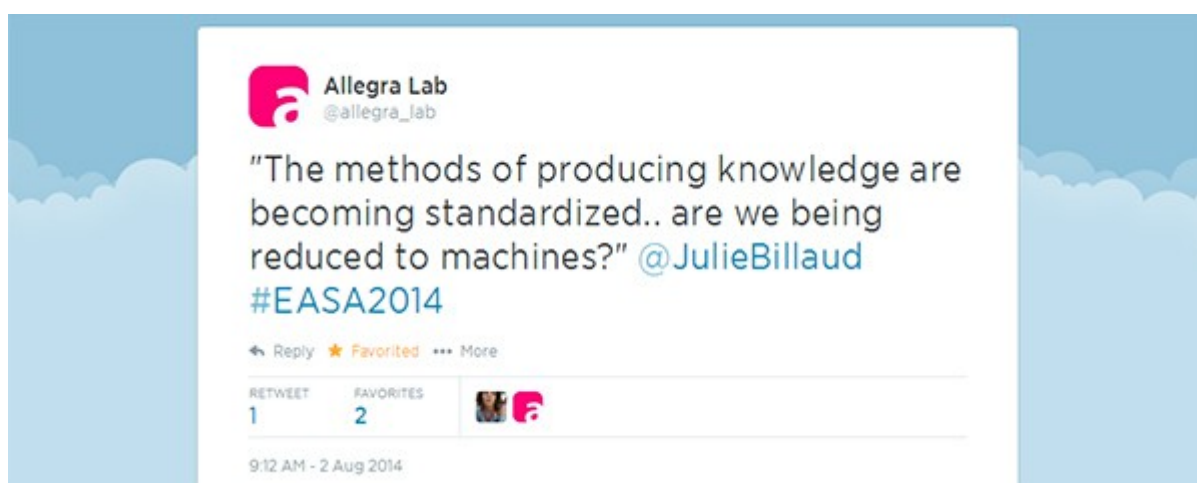 Allegra Lab
@allegra_lab
"The methods of producing knowledge are
becoming standardized.. are we being
reduced to machines?" @JulieBillaud
#EASA2014
Reply Favorited More
RETWEET FAVORITES
1 2
9:12 AM - 2 Aug 2014